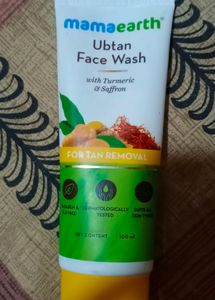 mamaearth
Ubtan
Face Wash
with Turmeric
& Saffron
FOR TAN REMOVAL
DERMATOLOGICALLY
TESTED
NET CONTENT 100 ml